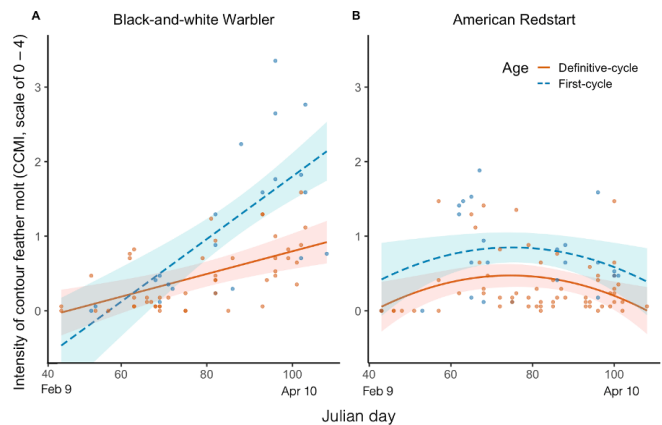 A
Black-and-white Warbler
B
American Redstart
Intensity of contour feather molt (CCMI, scale of 0 – 4)
3
2
1
0
40
60
80
100
Feb 9
Apr 10
Age
Definitive-cycle
First-cycle
3
2
1
0
40
60
80
100
Feb 9
Apr 10
Julian day